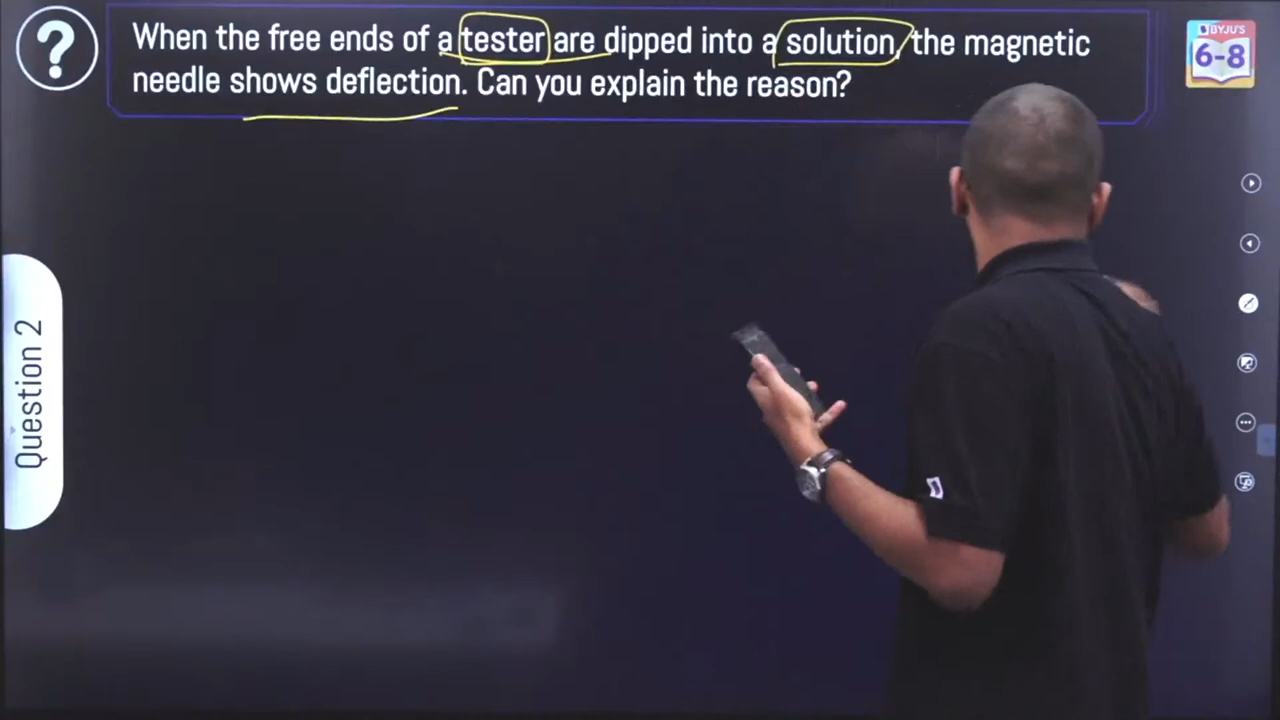 ?
When the free ends of a tester are dipped into a solution, the magnetic
needle shows deflection. Can you explain the reason?
BYJU'S
6-8
Question 2